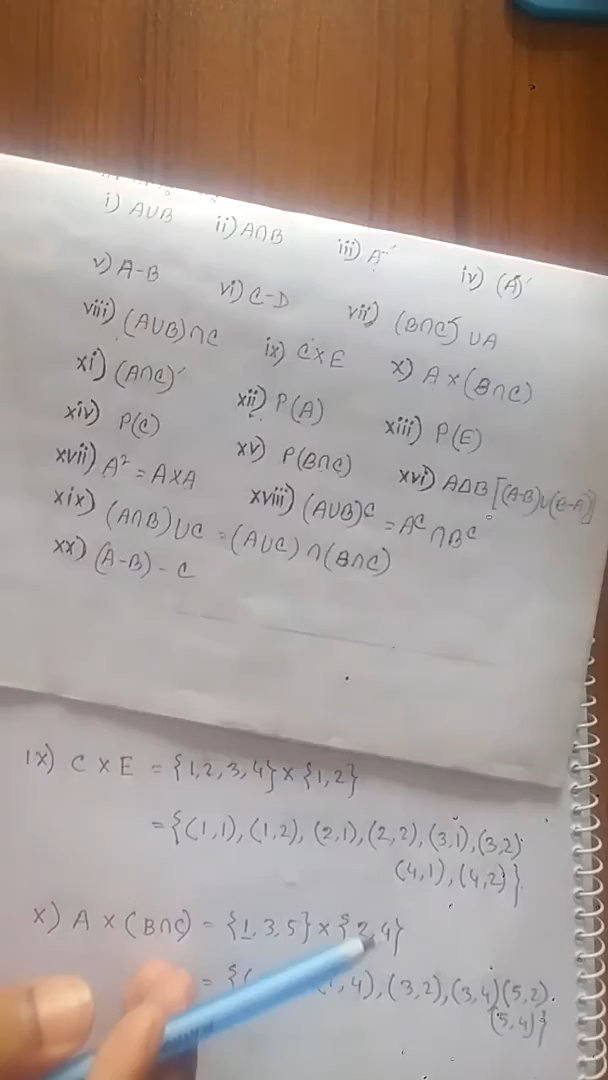 i) A∪B ii) A∩B iii) A′ iv) (A′)′
v) A-B vi) C-D vii) (B∩C)′ ∪A
viii) (A∪B)∩C ix) C×E x) A × (B∩C)
xi) (A∩C)′ xii) P(A) xiii) P(E)
xiv) P(C) xv) P(B∩C) xvi) A∆B [(A-B)∪(B-A)]
xvii) A² = A×A xviii) (A∪B)ᶜ = Aᶜ ∩Bᶜ
xix) (A∩B)∪C = (A∪C) ∩(B∩C)
xx) (A-B) - C
ix) C × E = {1,2,3,4} × {1,2}
= {(1,1), (1,2), (2,1), (2,2), (3,1), (3,2)
(4,1), (4,2)}
x) A × (B∩C) = {1,3,5} × {2,4}
= {( ,4), (3,2), (3,4)(5,2).
(5,4)}